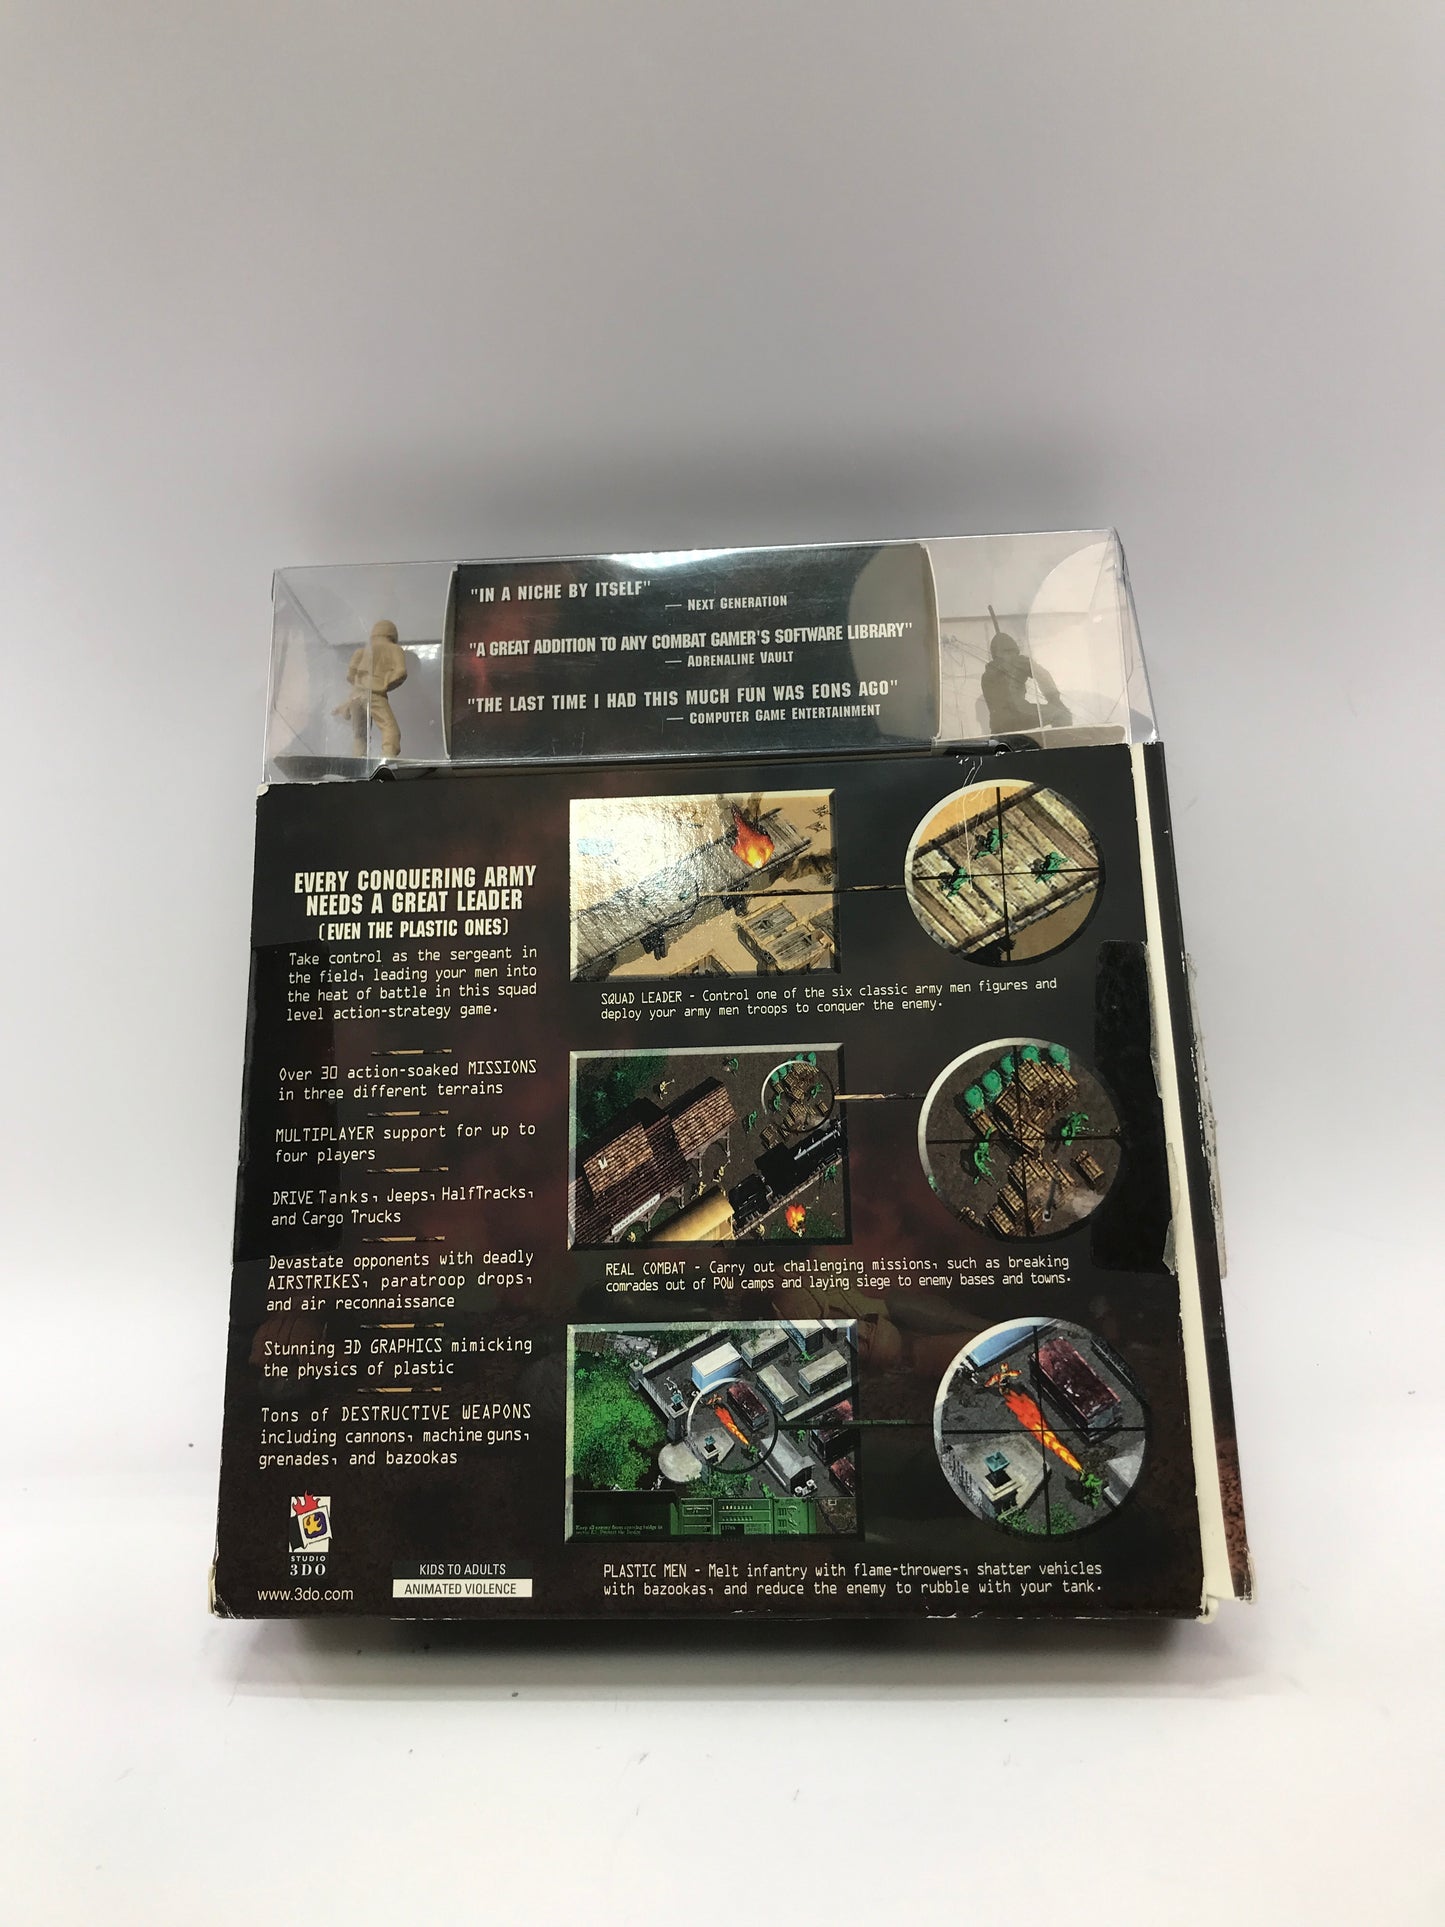 "IN A NICHE BY ITSELF"
— NEXT GENERATION
"A GREAT ADDITION TO ANY COMBAT GAMER'S SOFTWARE LIBRARY"
— ADRENALINE VAULT
"THE LAST TIME I HAD THIS MUCH FUN WAS EONS AGO"
— COMPUTER GAME ENTERTAINMENT
EVERY CONQUERING ARMY
NEEDS A GREAT LEADER
(EVEN THE PLASTIC ONES)
Take control as the sergeant in
the field, leading your men into
the heat of battle in this squad
level action-strategy game.
Over 30 action-soaked MISSIONS
in three different terrains
MULTIPLAYER support for up to
four players
DRIVE Tanks, Jeeps, HalfTracks,
and Cargo Trucks
Devastate opponents with deadly
AIRSTRIKES, paratroop drops,
and air reconnaissance
Stunning 3D GRAPHICS mimicking
the physics of plastic
Tons of DESTRUCTIVE WEAPONS
including cannons, machine guns,
grenades, and bazookas
STUDIO
3DO
www.3do.com
KIDS TO ADULTS
ANIMATED VIOLENCE
SQUAD LEADER - Control one of the six classic army men figures and
deploy your army men troops to conquer the enemy.
REAL COMBAT - Carry out challenging missions, such as breaking
comrades out of POW camps and laying siege to enemy bases and towns.
PLASTIC MEN - Melt infantry with flame-throwers, shatter vehicles
with bazookas, and reduce the enemy to rubble with your tank.